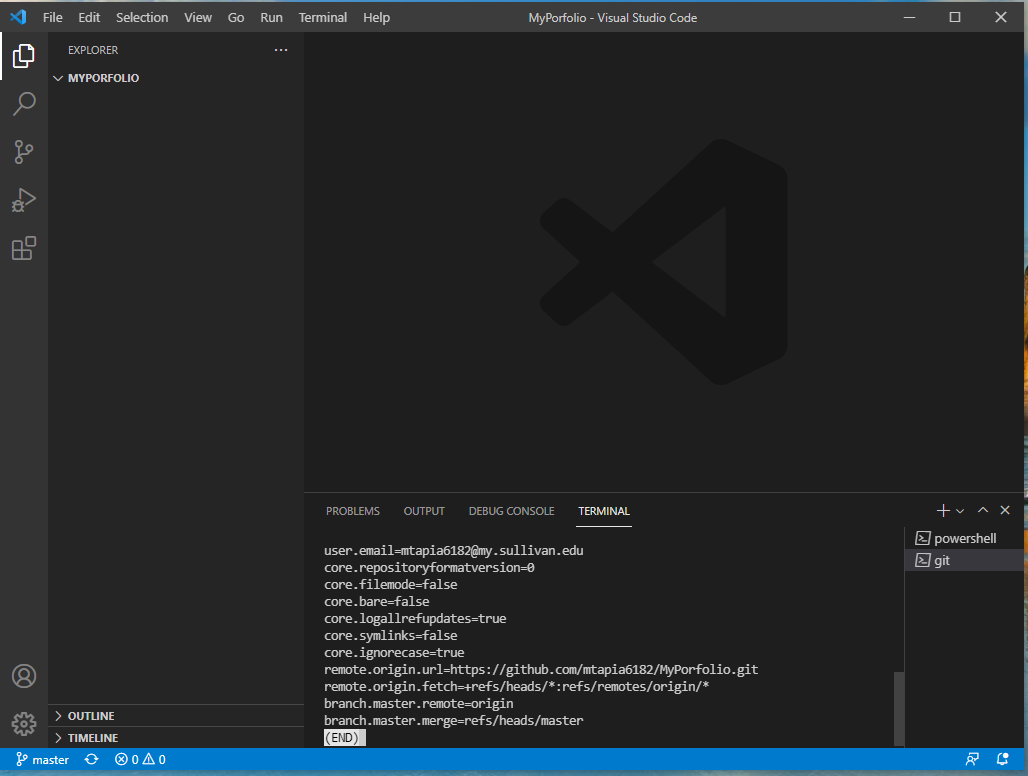 File Edit Selection View Go Run Terminal Help MyPorfolio - Visual Studio Code
EXPLORER
MYPORFOLIO
PROBLEMS OUTPUT DEBUG CONSOLE TERMINAL
user.email=mtapia6182@my.sullivan.edu
core.repositoryformatversion=0
core.filemode=false
core.bare=false
core.logallrefupdates=true
core.symlinks=false
core.ignorecase=true
remote.origin.url=https://github.com/mtapia6182/MyPorfolio.git
remote.origin.fetch=+refs/heads/*:refs/remotes/origin/*
branch.master.remote=origin
branch.master.merge=refs/heads/master
(END)
powershell
git
OUTLINE
TIMELINE
master 0 0